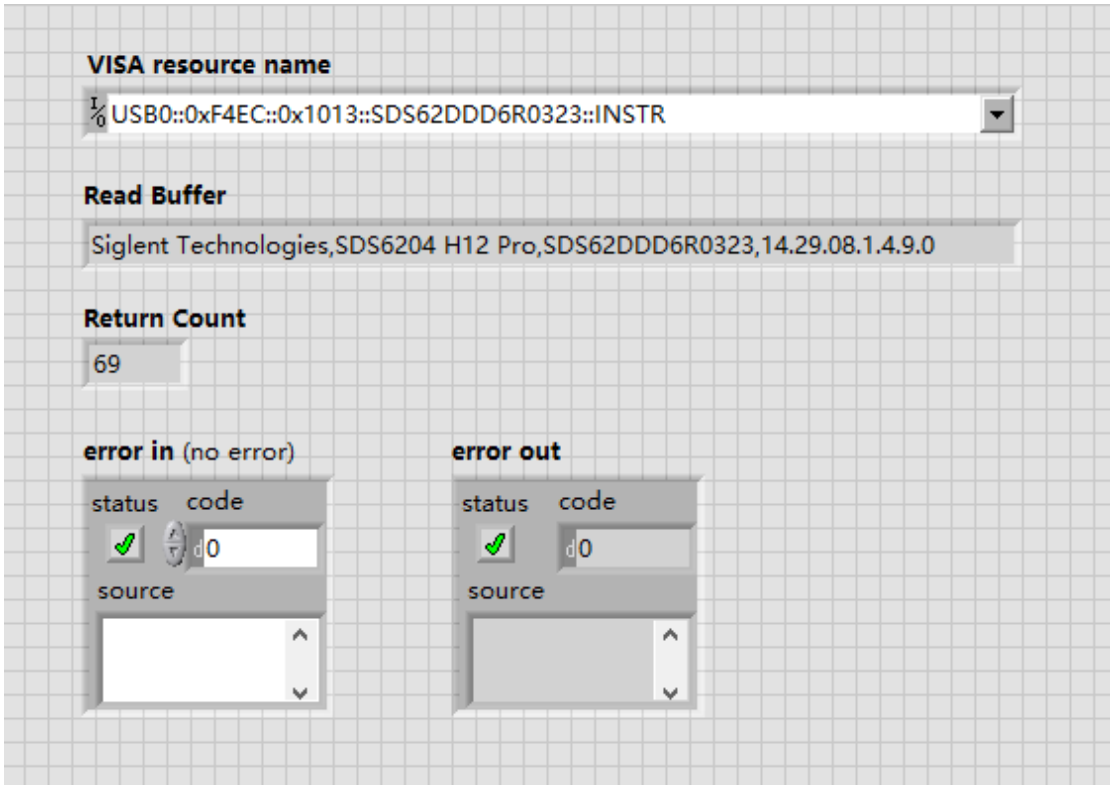 VISA resource name
I/O USB0::0xF4EC::0x1013::SDS62DDD6R0323::INSTR
Read Buffer
Siglent Technologies,SDS6204 H12 Pro,SDS62DDD6R0323,14.29.08.1.4.9.0
Return Count
69
error in (no error) error out
status code status code
d 0 d 0
source source